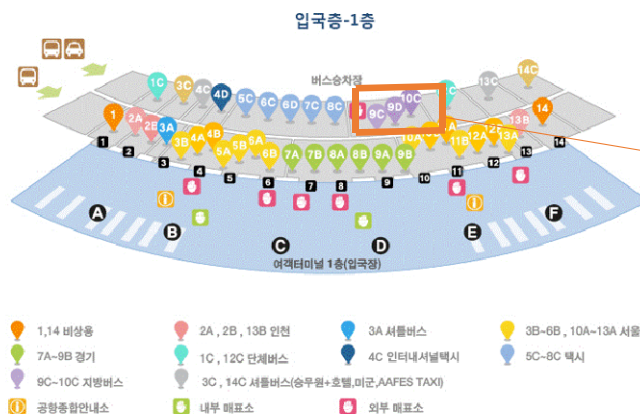 입국층-1층
버스승차장
1C 3C 4C 4D 5C 6C 6D 7C 8C 9C 9D 10C 13C 14C
1 2A 2B 3A 3B 4A 4B 5A 5B 6A 6B 7A 7B 8A 8B 9A 9B 10A 11B 12A 13A 13B 14
1 2 3 4 5 6 7 8 9 10 11 12 13 14
A B C D E F
여객터미널 1층(입국장)
1,14 비상용
2A , 2B , 13B 인천
3A 셔틀버스
3B~6B , 10A~13A 서울
7A~9B 경기
1C , 12C 단체버스
4C 인터내셔널택시
5C~8C 택시
9C~10C 지방버스
3C , 14C 셔틀버스(승무원+호텔,미군,AAFES TAXI)
공항종합안내소
내부 매표소
외부 매표소